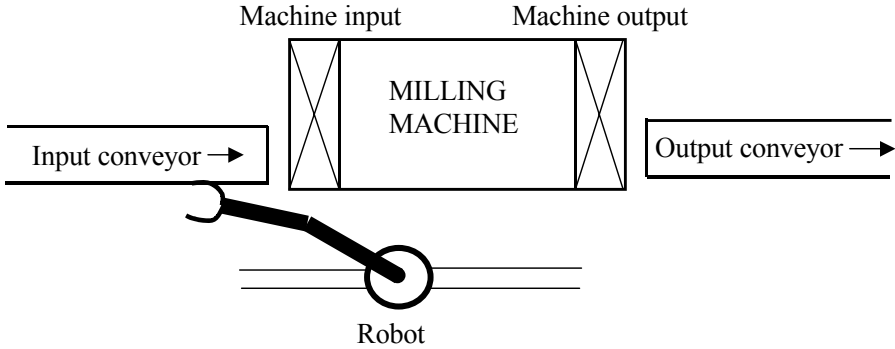 Machine input
Machine output
MILLING
MACHINE
Input conveyor
Output conveyor
Robot